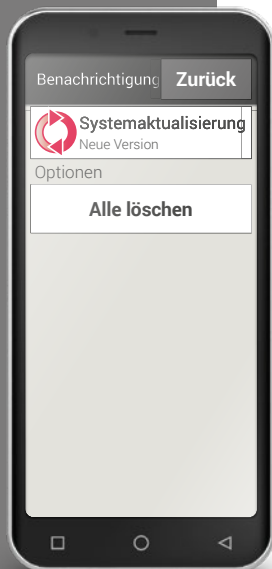 Benachrichtigung
Zurück
Systemaktualisierung
Neue Version
Optionen
Alle löschen